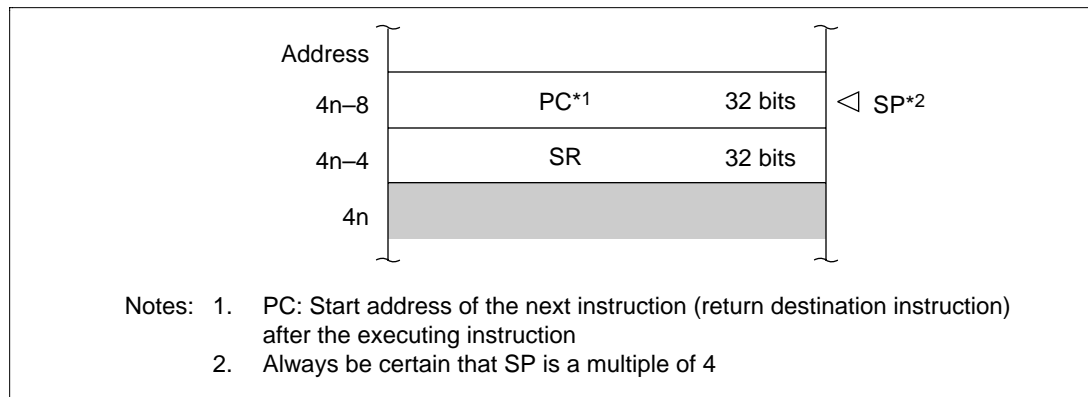 Address
4n–8 PC*1 32 bits SP*2
4n–4 SR 32 bits
4n
Notes: 1. PC: Start address of the next instruction (return destination instruction)
after the executing instruction
2. Always be certain that SP is a multiple of 4